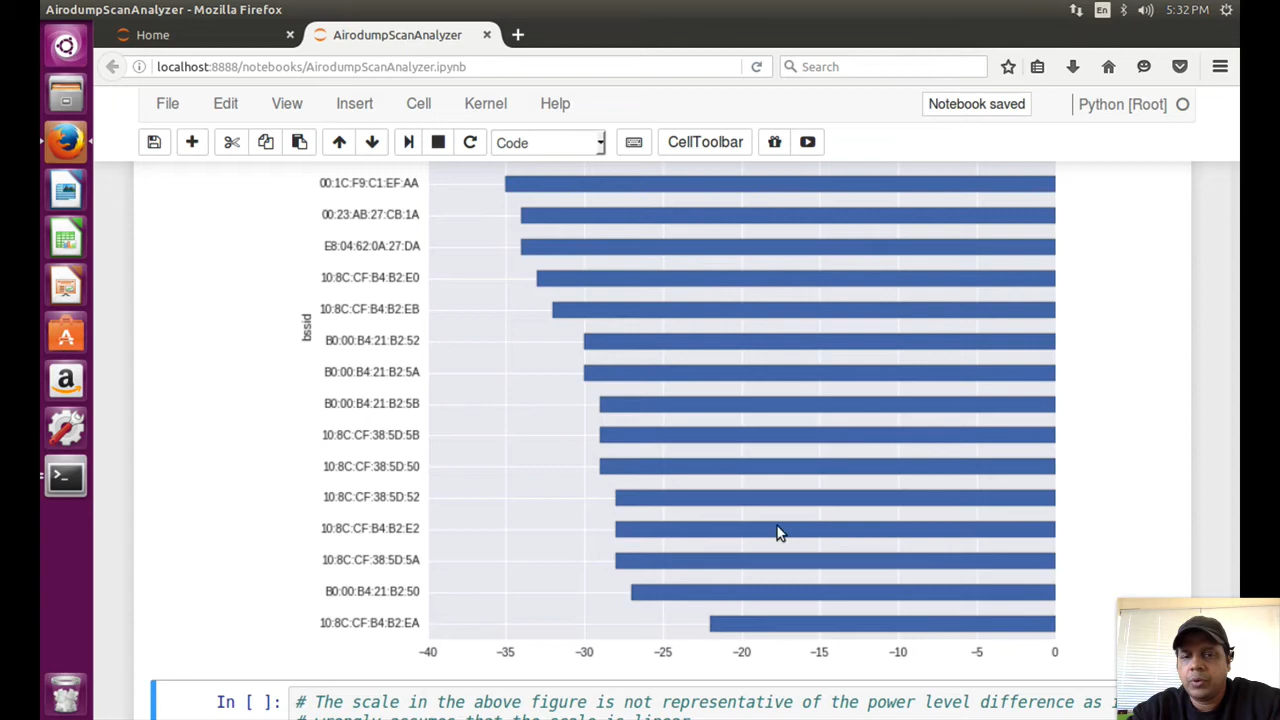 AirodumpScanAnalyzer - Mozilla Firefox
En
5:32 PM
Home
AirodumpScanAnalyzer
localhost:8888/notebooks/AirodumpScanAnalyzer.ipynb
Search
File Edit View Insert Cell Kernel Help
Notebook saved
Python [Root]
Code
CellToolbar
00:1C:F9:C1:EF:AA
00:23:AB:27:CB:1A
E8:04:62:0A:27:DA
10:8C:CF:B4:B2:E0
10:8C:CF:B4:B2:EB
bssid
B0:00:B4:21:B2:52
B0:00:B4:21:B2:5A
B0:00:B4:21:B2:5B
10:8C:CF:38:5D:5B
10:8C:CF:38:5D:50
10:8C:CF:38:5D:52
10:8C:CF:B4:B2:E2
10:8C:CF:38:5D:5A
B0:00:B4:21:B2:50
10:8C:CF:B4:B2:EA
−40 −35 −30 −25 −20 −15 −10 −5 0
In [ ]: # The scale in the above figure is not representative of the power level difference as
# wrongly assumes that the scale is linear